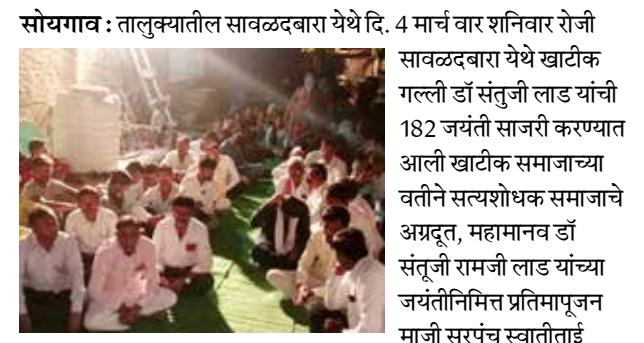 सोयगाव : तालुक्यातील सावळदबारा येथे दि. 4 मार्च वार शनिवार रोजी
सावळदबारा येथे खाटीक
गल्ली डॉ संतुजी लाड यांची
182 जयंती साजरी करण्यात
आली खाटीक समाजाच्या
वतीने सत्यशोधक समाजाचे
अग्रदूत, महामानव डॉ
संतूजी रामजी लाड यांच्या
जयंतीनिमित्त प्रतिमापूजन
माजी सरपंच स्वातीताई